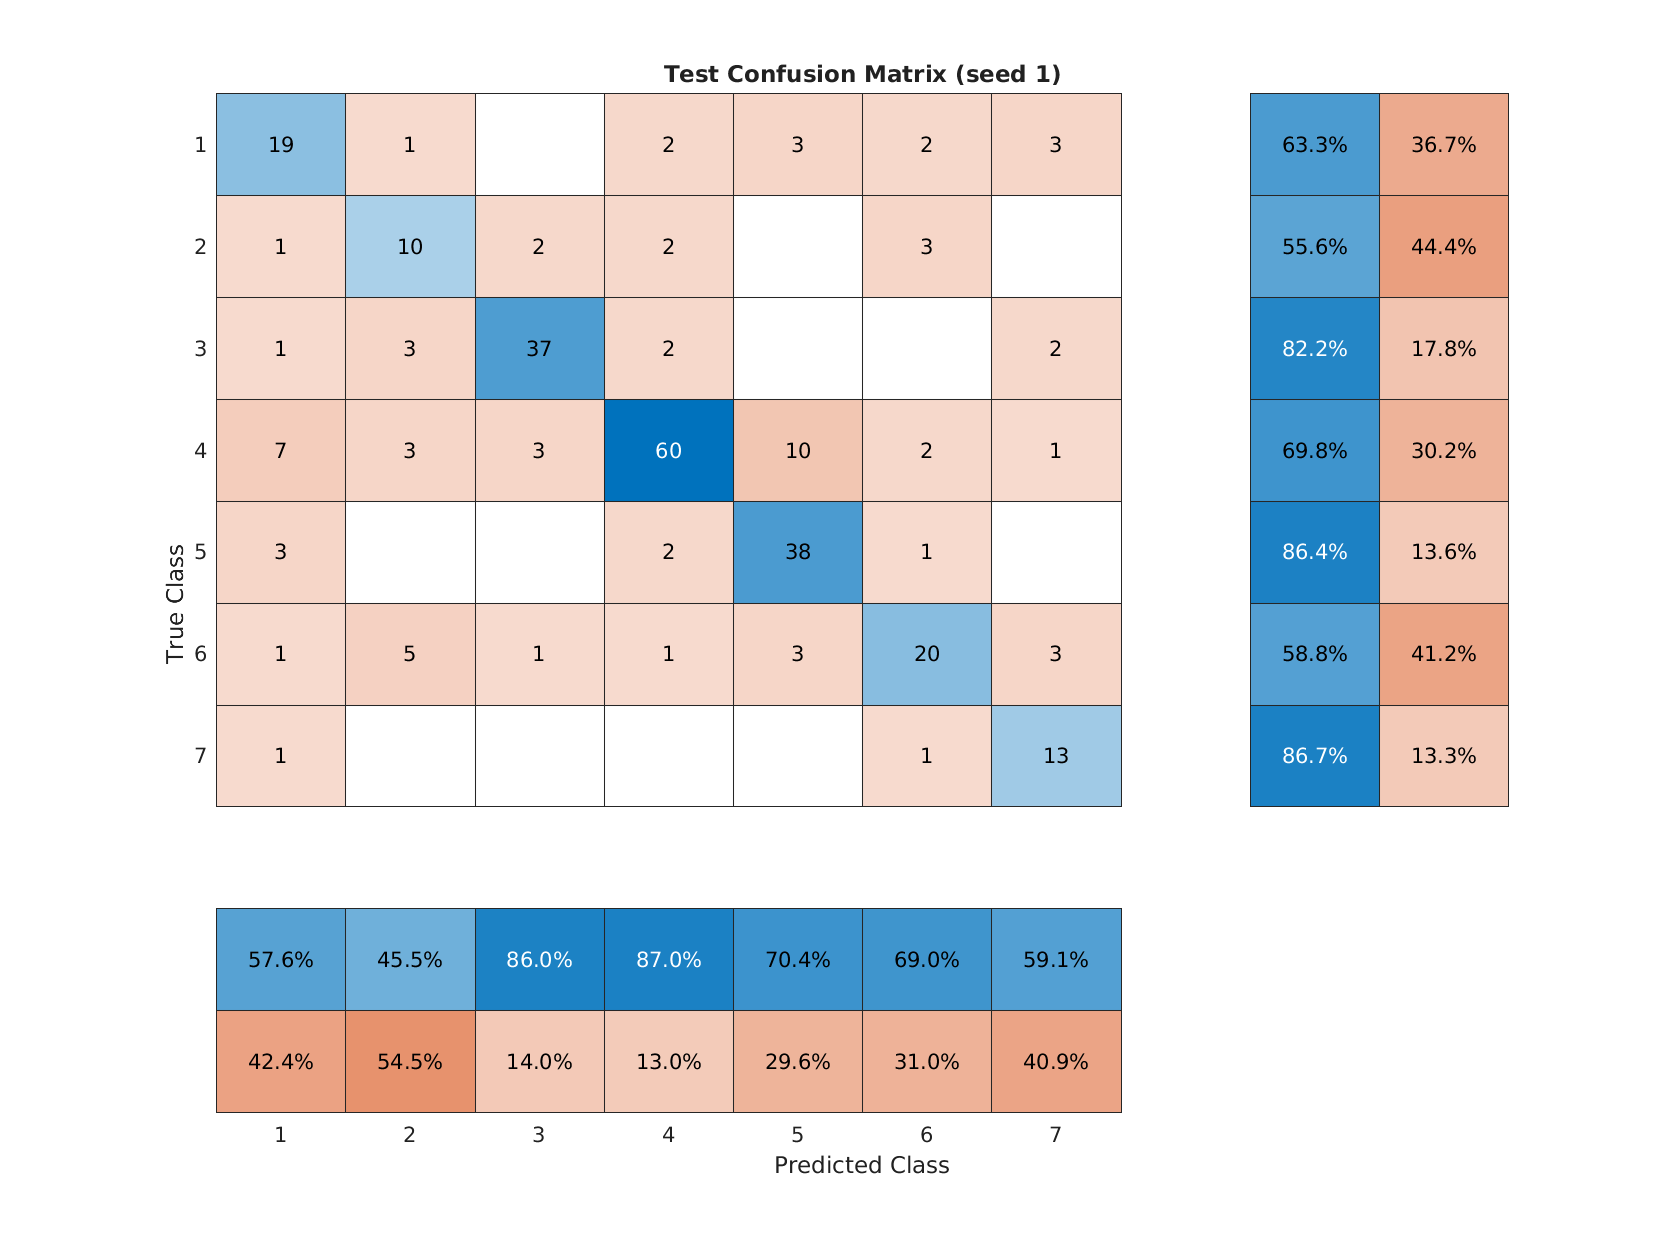 Test Confusion Matrix (seed 1)
1 19 1 2 3 2 3 63.3% 36.7%
2 1 10 2 2 3 55.6% 44.4%
3 1 3 37 2 2 82.2% 17.8%
4 7 3 3 60 10 2 1 69.8% 30.2%
5 3 2 38 1 86.4% 13.6%
6 1 5 1 1 3 20 3 58.8% 41.2%
7 1 1 13 86.7% 13.3%
True Class
57.6% 45.5% 86.0% 87.0% 70.4% 69.0% 59.1%
42.4% 54.5% 14.0% 13.0% 29.6% 31.0% 40.9%
1 2 3 4 5 6 7
Predicted Class